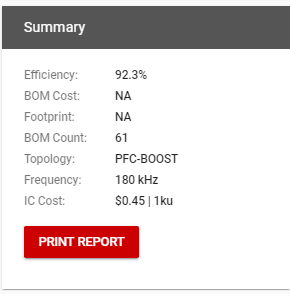 Summary
Efficiency: 92.3%
BOM Cost: NA
Footprint: NA
BOM Count: 61
Topology: PFC-BOOST
Frequency: 180 kHz
IC Cost: $0.45 | 1ku
PRINT REPORT